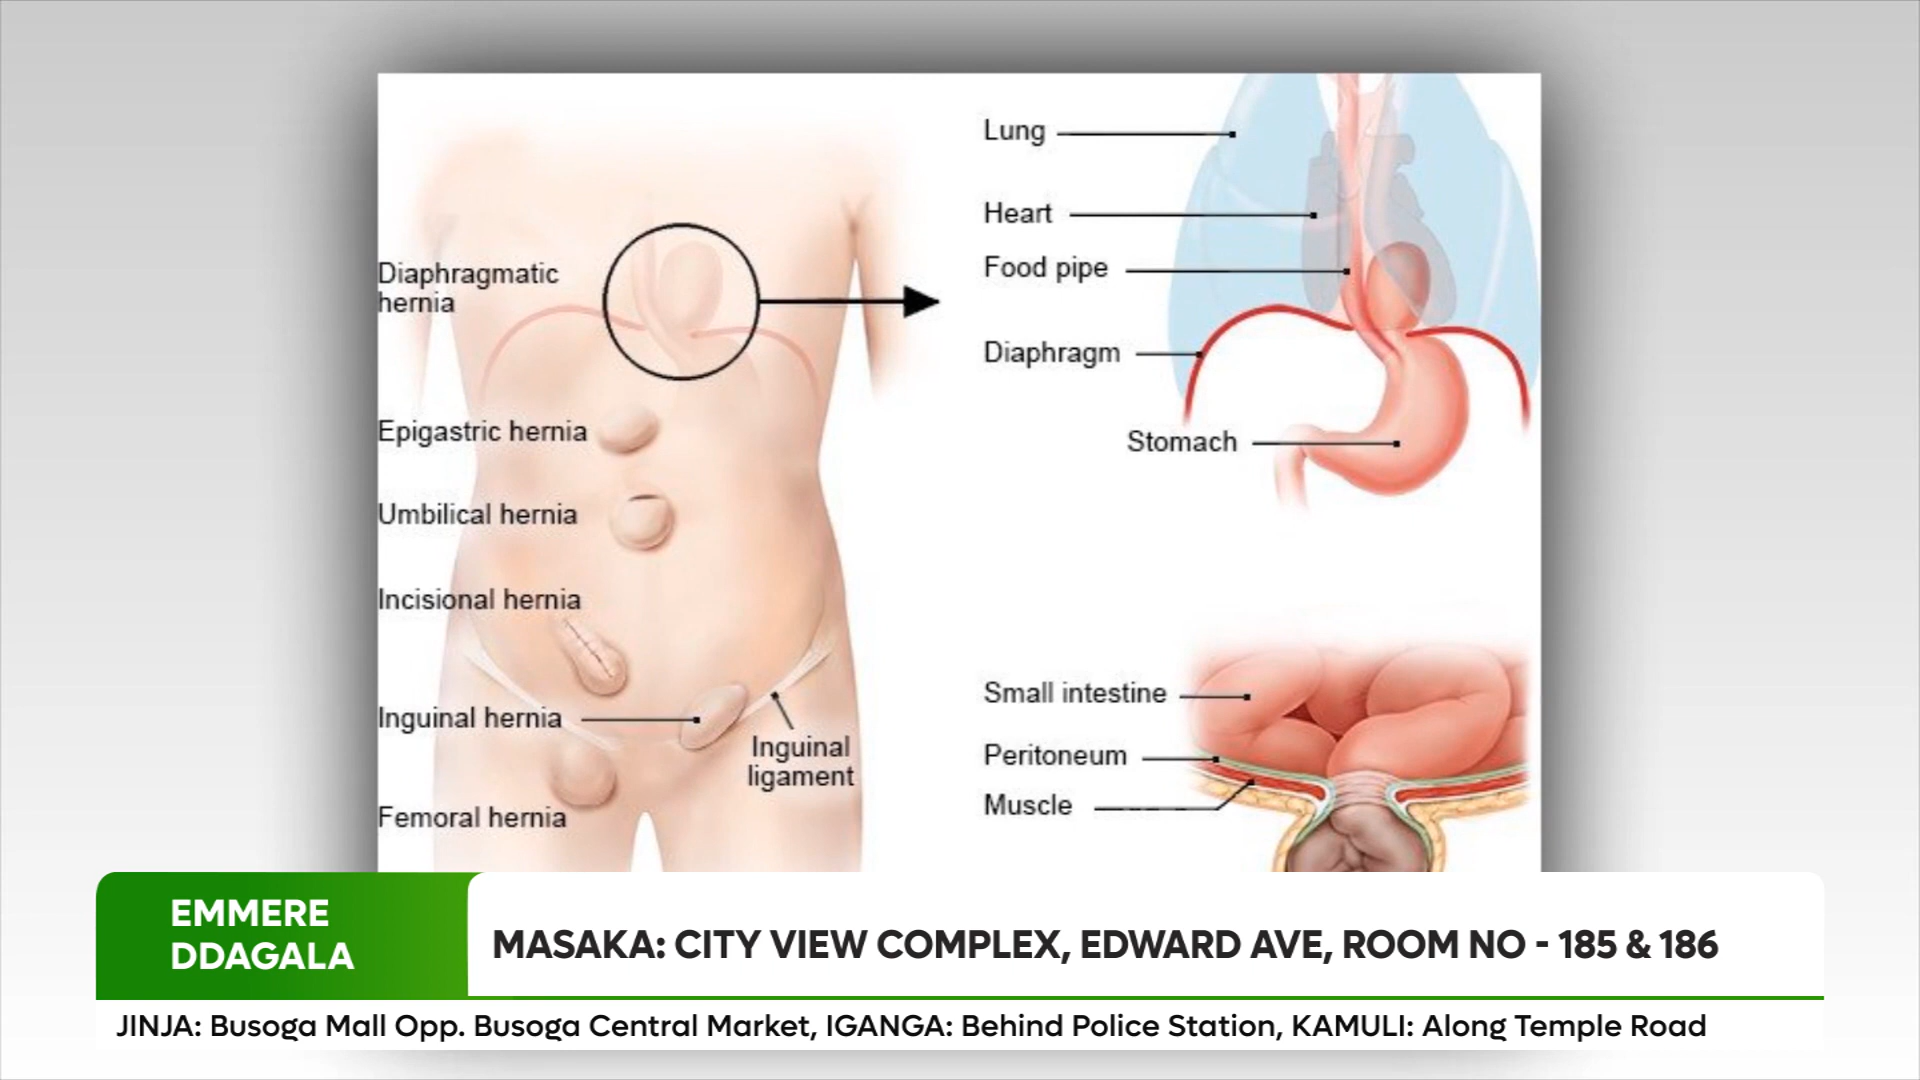 Diaphragmatic
hernia
Epigastric hernia
Umbilical hernia
Incisional hernia
Inguinal hernia
Inguinal
ligament
Femoral hernia
Lung
Heart
Food pipe
Diaphragm
Stomach
Small intestine
Peritoneum
Muscle
EMMERE
DDAGALA
MASAKA: CITY VIEW COMPLEX, EDWARD AVE, ROOM NO - 185 & 186
JINJA: Busoga Mall Opp. Busoga Central Market, IGANGA: Behind Police Station, KAMULI: Along Temple Road